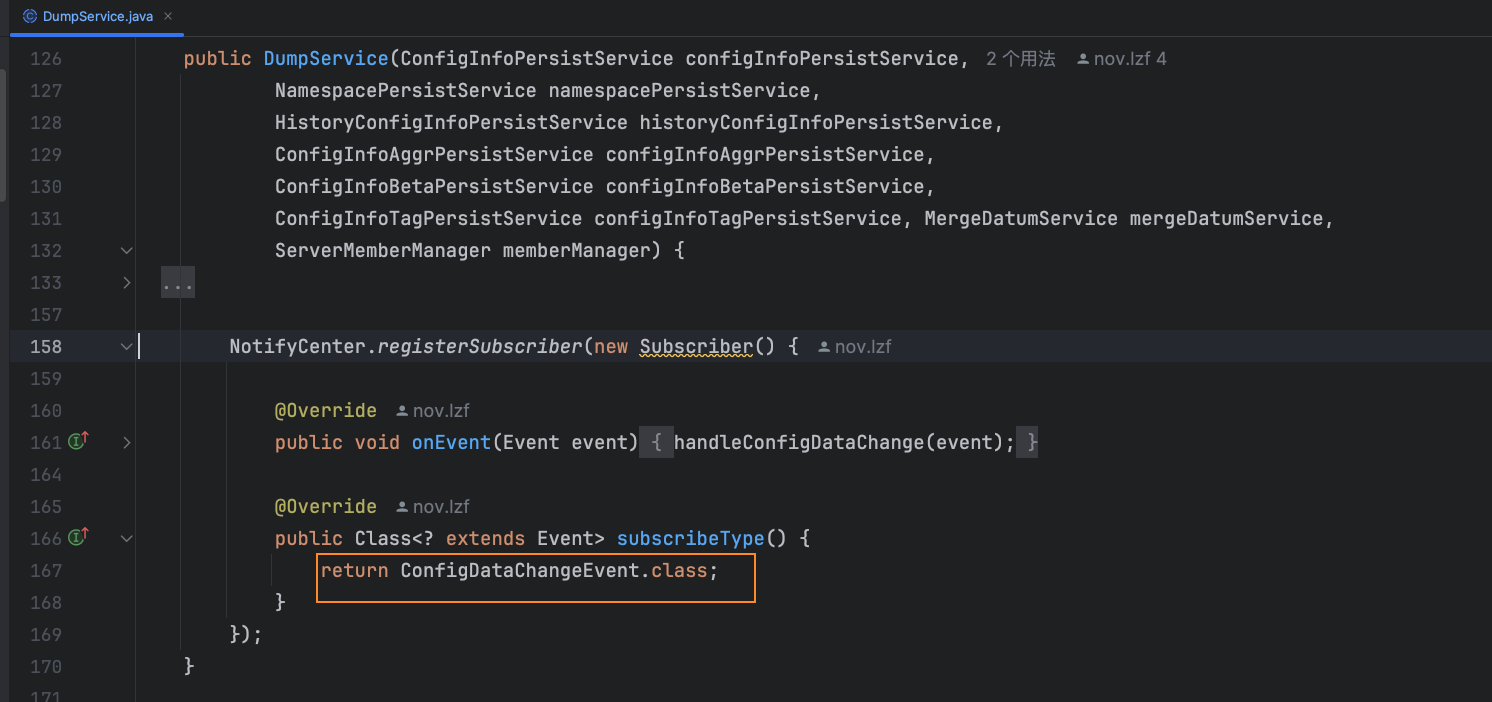 DumpService.java ×
126 public DumpService(ConfigInfoPersistService configInfoPersistService, 2 个用法 nov.lzf 4
127 NamespacePersistService namespacePersistService,
128 HistoryConfigInfoPersistService historyConfigInfoPersistService,
129 ConfigInfoAggrPersistService configInfoAggrPersistService,
130 ConfigInfoBetaPersistService configInfoBetaPersistService,
131 ConfigInfoTagPersistService configInfoTagPersistService, MergeDatumService mergeDatumService,
132 ServerMemberManager memberManager) {
133 ...
157
158 NotifyCenter.registerSubscriber(new Subscriber() { nov.lzf
159
160 @Override nov.lzf
161 public void onEvent(Event event) { handleConfigDataChange(event); }
164
165 @Override nov.lzf
166 public Class<? extends Event> subscribeType() {
167 return ConfigDataChangeEvent.class;
168 }
169 });
170 }
171